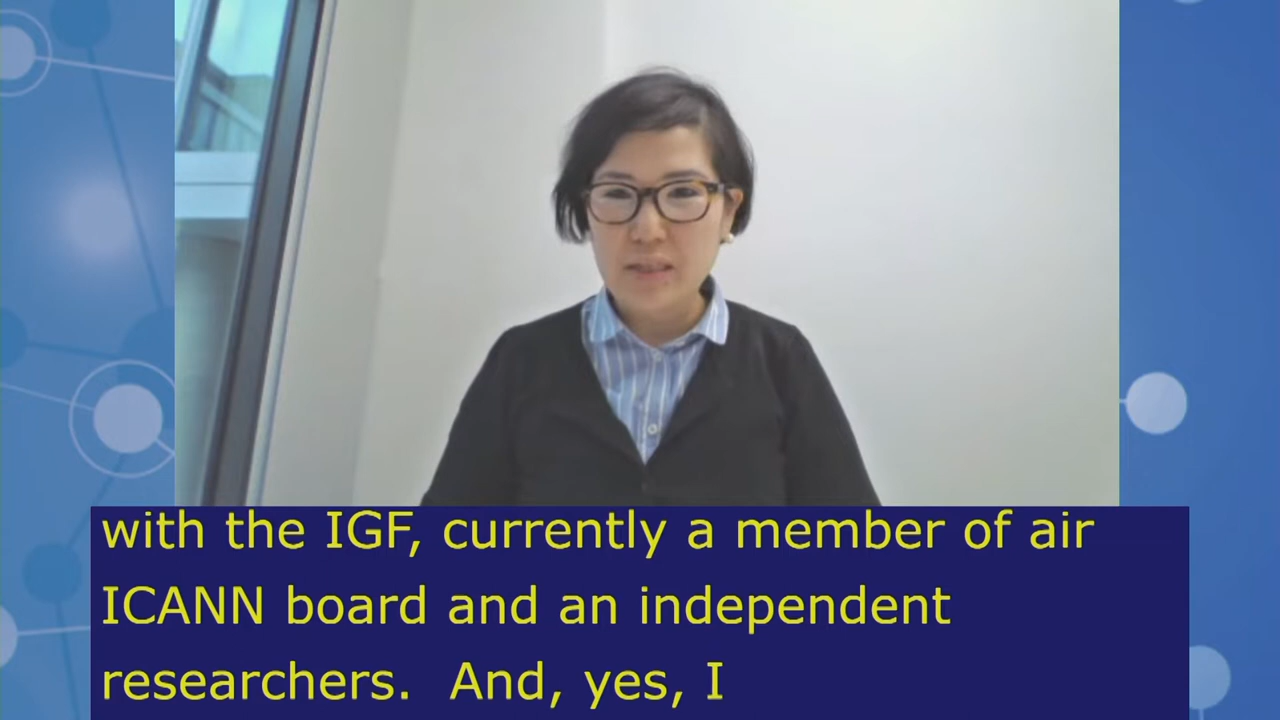 with the IGF, currently a member of air
ICANN board and an independent
researchers.  And, yes, I